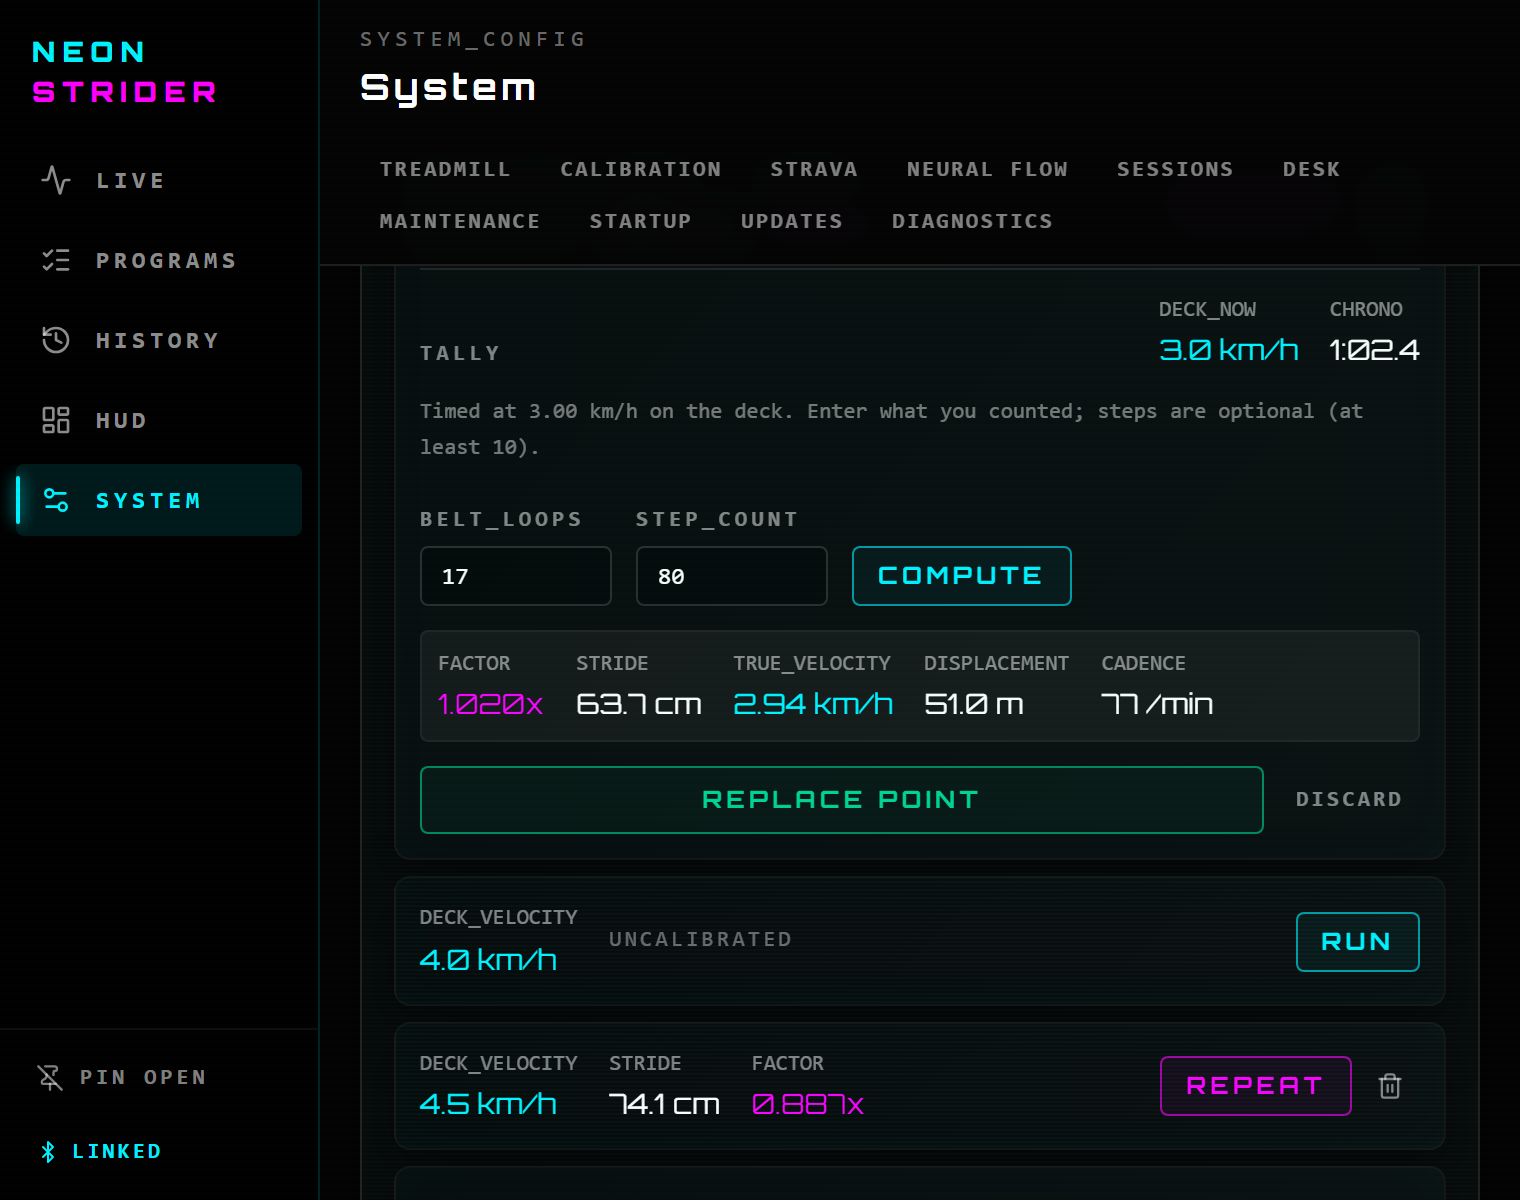 NEON
STRIDER
LIVE
PROGRAMS
HISTORY
HUD
SYSTEM
PIN OPEN
LINKED
SYSTEM_CONFIG
System
TREADMILL CALIBRATION STRAVA NEURAL FLOW SESSIONS DESK
MAINTENANCE STARTUP UPDATES DIAGNOSTICS
DECK_NOW CHRONO
TALLY 3.0 km/h 1:02.4
Timed at 3.00 km/h on the deck. Enter what you counted; steps are optional (at
least 10).
BELT_LOOPS STEP_COUNT
17 80 COMPUTE
FACTOR STRIDE TRUE_VELOCITY DISPLACEMENT CADENCE
1.020x 63.7 cm 2.94 km/h 51.0 m 77 /min
REPLACE POINT DISCARD
DECK_VELOCITY
4.0 km/h UNCALIBRATED RUN
DECK_VELOCITY STRIDE FACTOR
4.5 km/h 74.1 cm 0.887x REPEAT